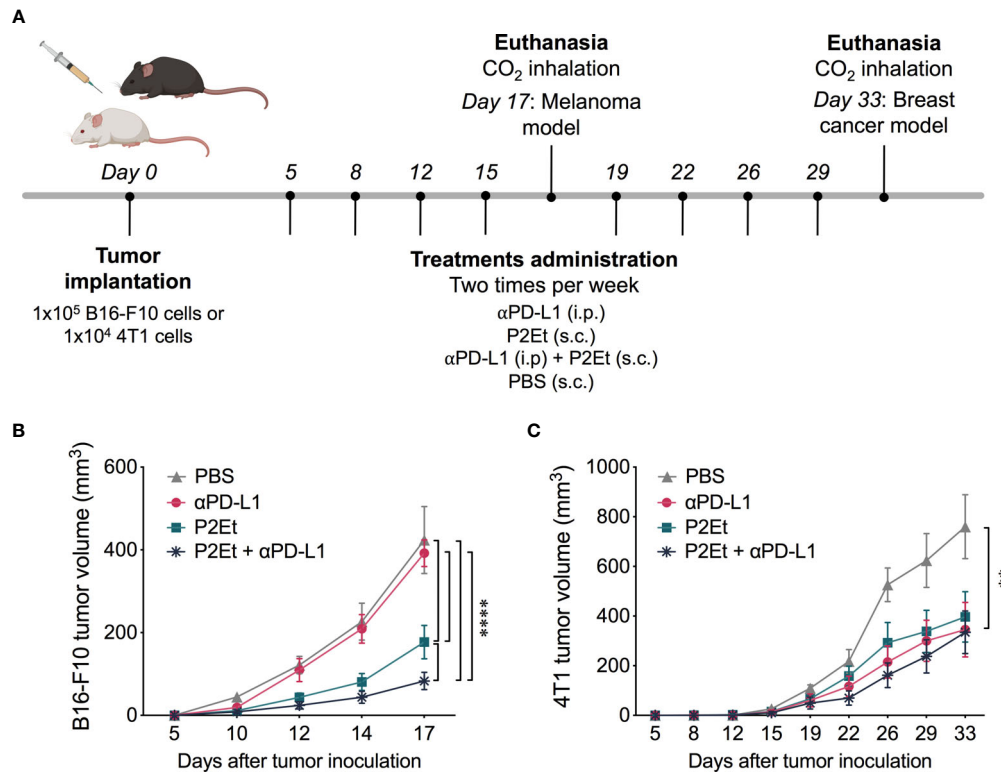 A
Euthanasia
CO₂ inhalation
Day 17: Melanoma
model
Euthanasia
CO₂ inhalation
Day 33: Breast
cancer model
Day 0 5 8 12 15 19 22 26 29
Tumor
implantation
1x10⁵ B16-F10 cells or
1x10⁴ 4T1 cells
Treatments administration
Two times per week
αPD-L1 (i.p.)
P2Et (s.c.)
αPD-L1 (i.p) + P2Et (s.c.)
PBS (s.c.)
B
B16-F10 tumor volume (mm³)
600
400
200
0
PBS
αPD-L1
P2Et
P2Et + αPD-L1
****
5 10 12 14 17
Days after tumor inoculation
C
4T1 tumor volume (mm³)
1000
800
600
400
200
0
PBS
αPD-L1
P2Et
P2Et + αPD-L1
**
5 8 12 15 19 22 26 29 33
Days after tumor inoculation